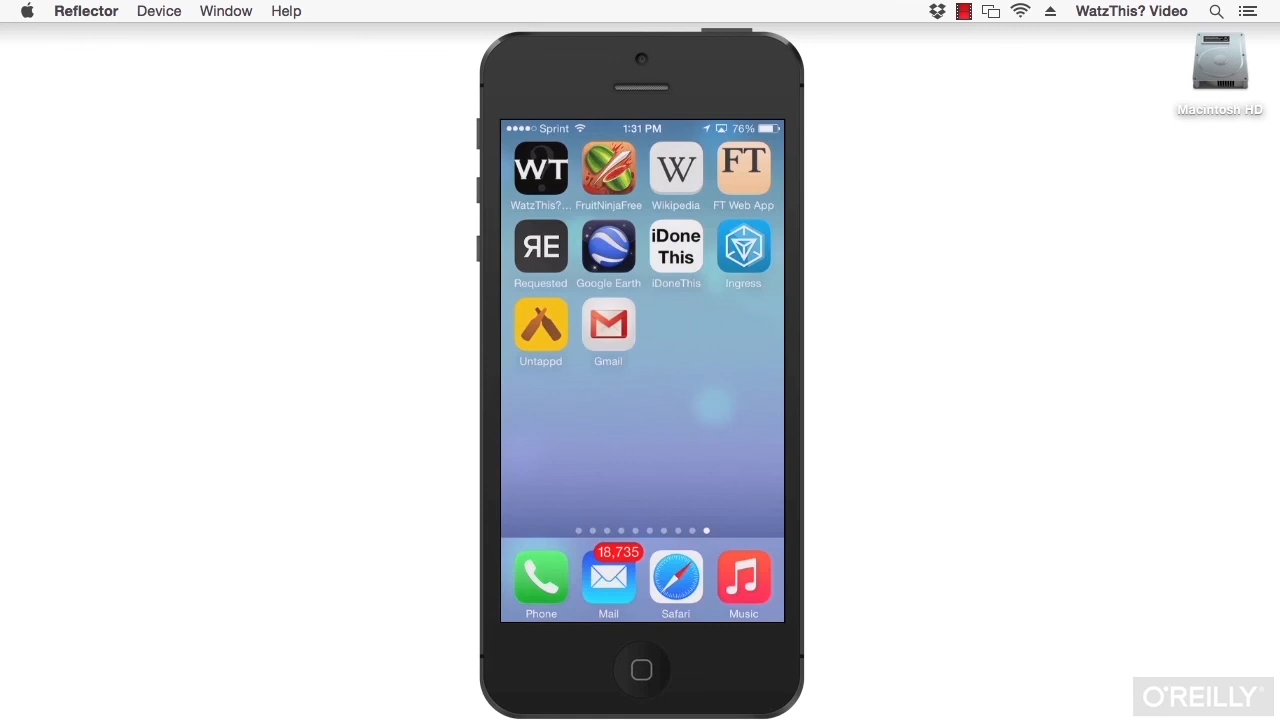 Reflector Device Window Help WatzThis? Video
Macintosh HD
Sprint 1:31 PM 76%
WT W FT
WatzThis?... FruitNinjaFree Wikipedia FT Web App
ЯE iDone
This
Requested Google Earth iDoneThis Ingress
Untappd Gmail
18,735
Phone Mail Safari Music
O'REILLY®